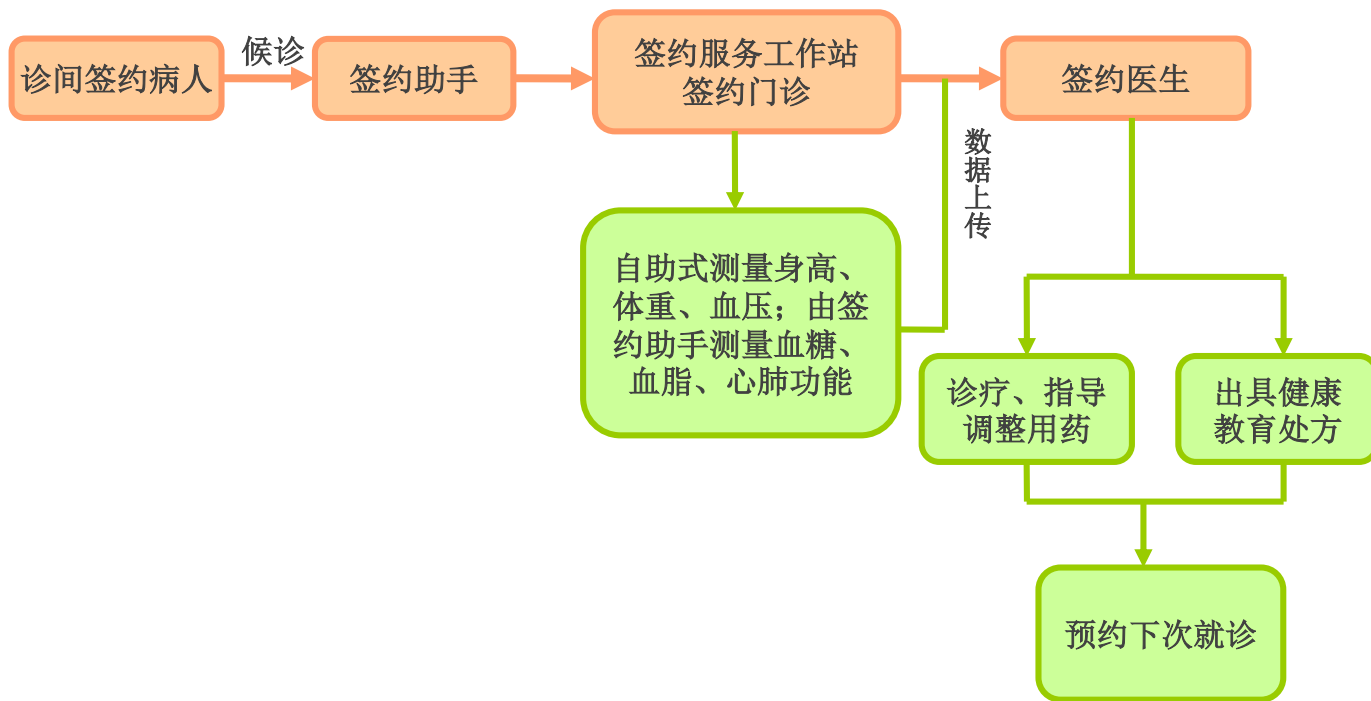 诊间签约病人
候诊
签约助手
签约服务工作站
签约门诊
签约医生
数据上传
自助式测量身高、
体重、血压；由签
约助手测量血糖、
血脂、心肺功能
诊疗、指导
调整用药
出具健康
教育处方
预约下次就诊